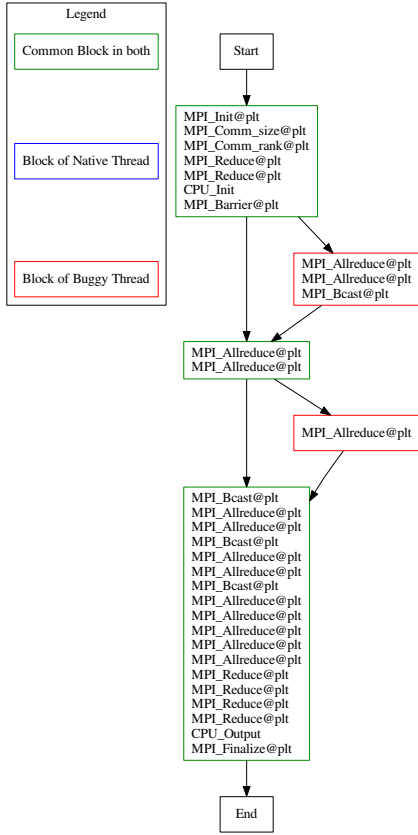 Legend
Common Block in both
Block of Native Thread
Block of Buggy Thread
Start
MPI_Init@plt
MPI_Comm_size@plt
MPI_Comm_rank@plt
MPI_Reduce@plt
MPI_Reduce@plt
CPU_Init
MPI_Barrier@plt
MPI_Allreduce@plt
MPI_Allreduce@plt
MPI_Bcast@plt
MPI_Allreduce@plt
MPI_Allreduce@plt
MPI_Allreduce@plt
MPI_Bcast@plt
MPI_Allreduce@plt
MPI_Allreduce@plt
MPI_Bcast@plt
MPI_Allreduce@plt
MPI_Allreduce@plt
MPI_Bcast@plt
MPI_Allreduce@plt
MPI_Allreduce@plt
MPI_Allreduce@plt
MPI_Allreduce@plt
MPI_Allreduce@plt
MPI_Reduce@plt
MPI_Reduce@plt
MPI_Reduce@plt
MPI_Reduce@plt
CPU_Output
MPI_Finalize@plt
End